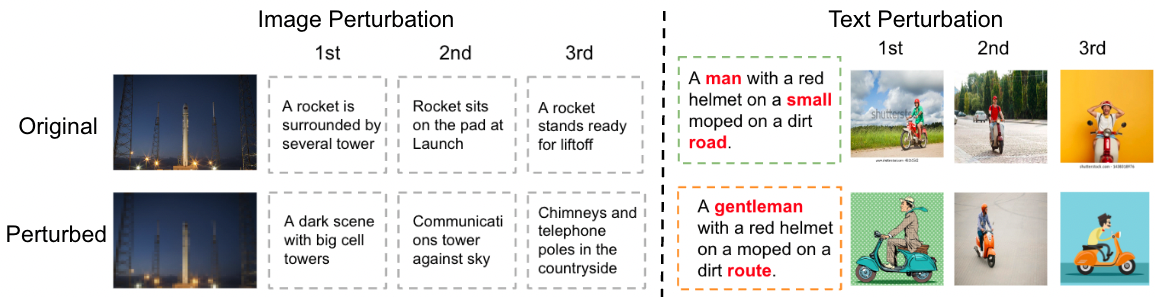 Image Perturbation
Text Perturbation
1st
2nd
3rd
1st
2nd
3rd
Original
A rocket is
surrounded by
several tower
Rocket sits
on the pad at
Launch
A rocket
stands ready
for liftoff
A man with a red
helmet on a small
moped on a dirt
road.
shutterstock
Perturbed
A dark scene
with big cell
towers
Communicati
ons tower
against sky
Chimneys and
telephone
poles in the
countryside
A gentleman
with a red helmet
on a moped on a
dirt route.